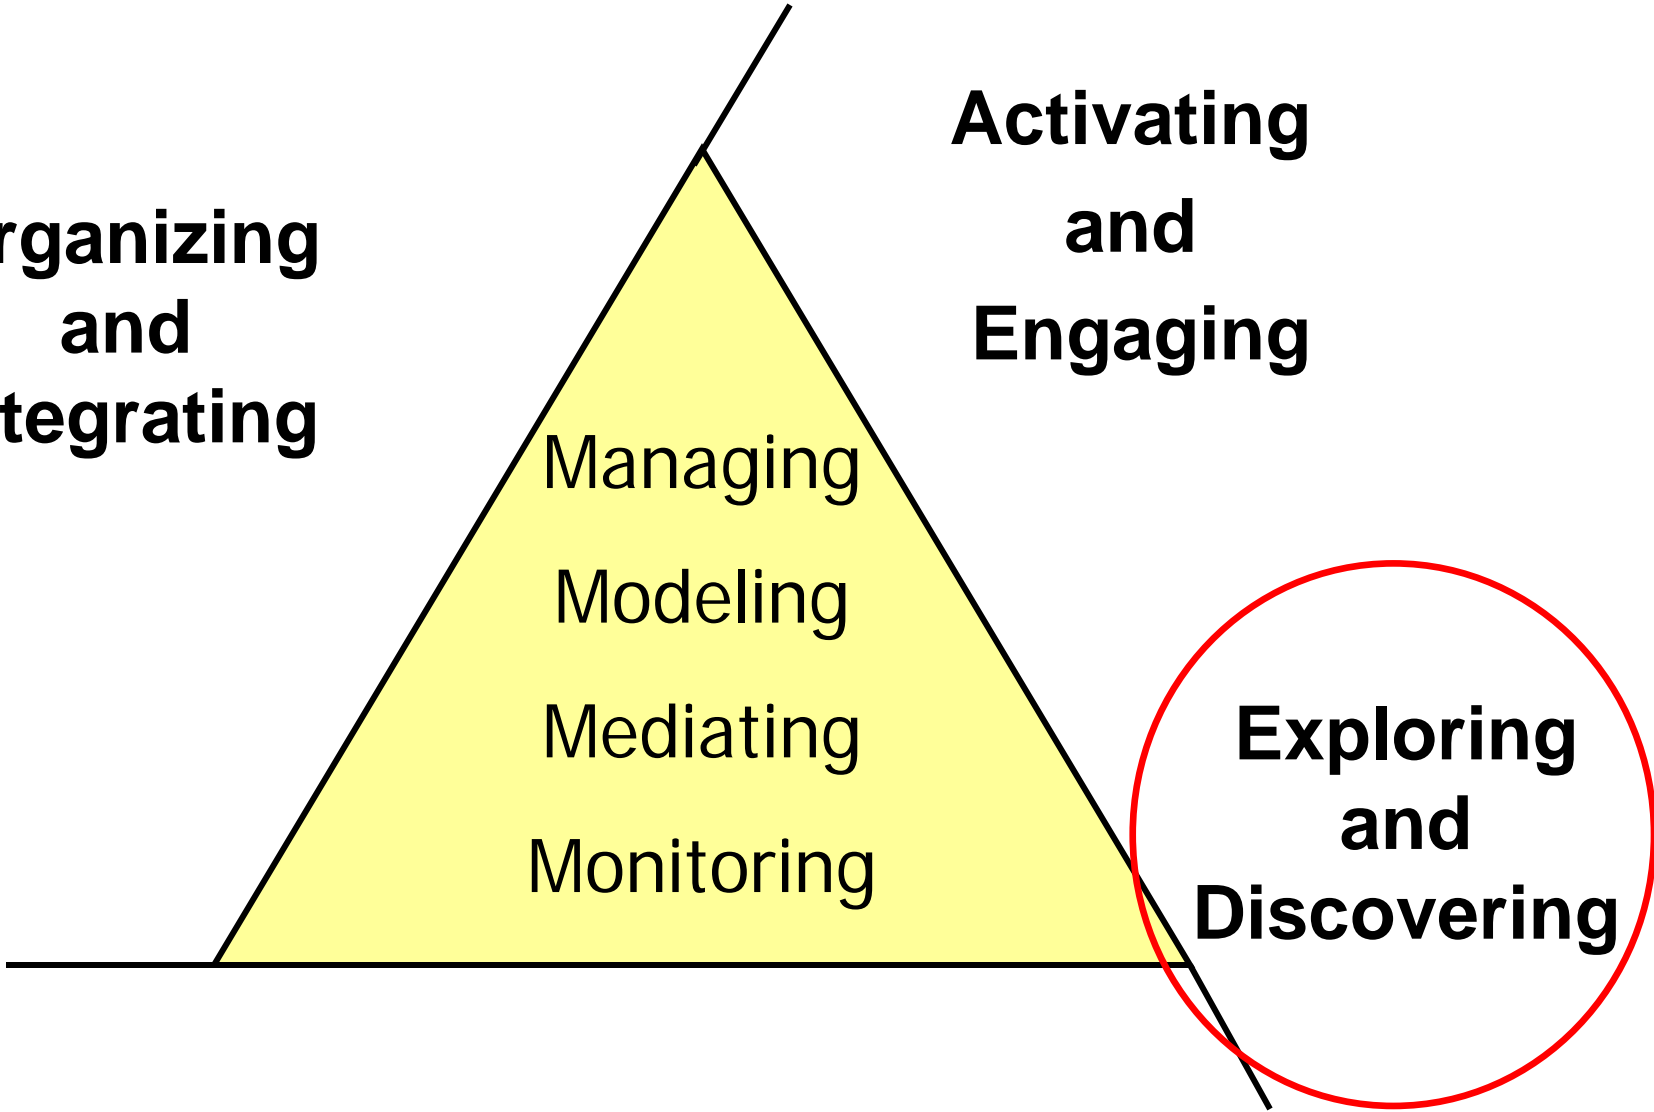 Activating
and
Engaging
rganizing
and
tegrating
Managing
Modeling
Mediating
Monitoring
Exploring
and
Discovering